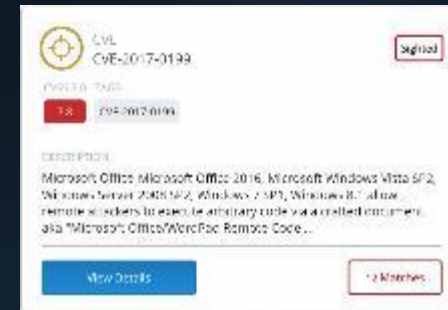 CVE
CVE-2017-0199
Sighted
TAGS
7.8
CVE-2017-0199
DESCRIPTION
Microsoft Office Microsoft Office 2016, Microsoft Windows Vista SP2,
Windows Server 2008 SP2, Windows 7 SP1, Windows 8.1 allow
remote attackers to execute arbitrary code via a crafted document,
aka "Microsoft Office/WordPad Remote Code ...
View Details
12 Matches